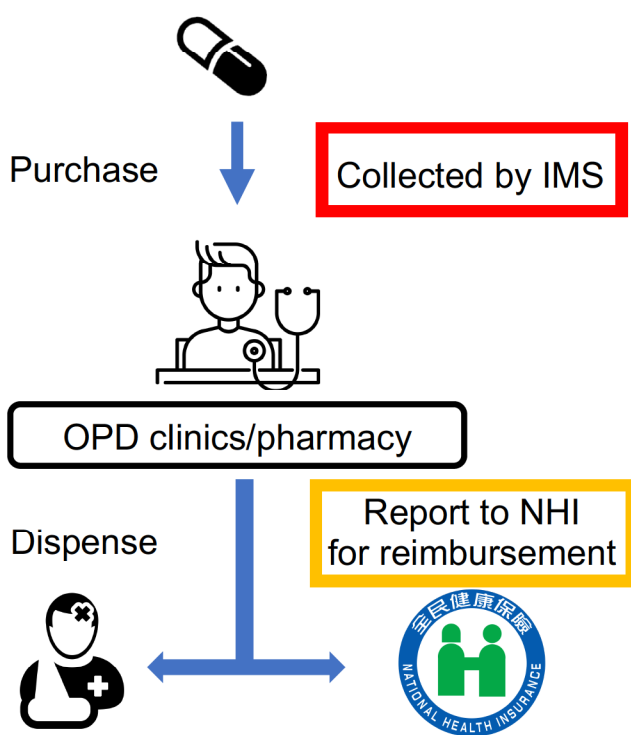 Purchase
Collected by IMS
OPD clinics/pharmacy
Report to NHI
for reimbursement
Dispense
全民健康保險
NATIONAL HEALTH INSURANCE